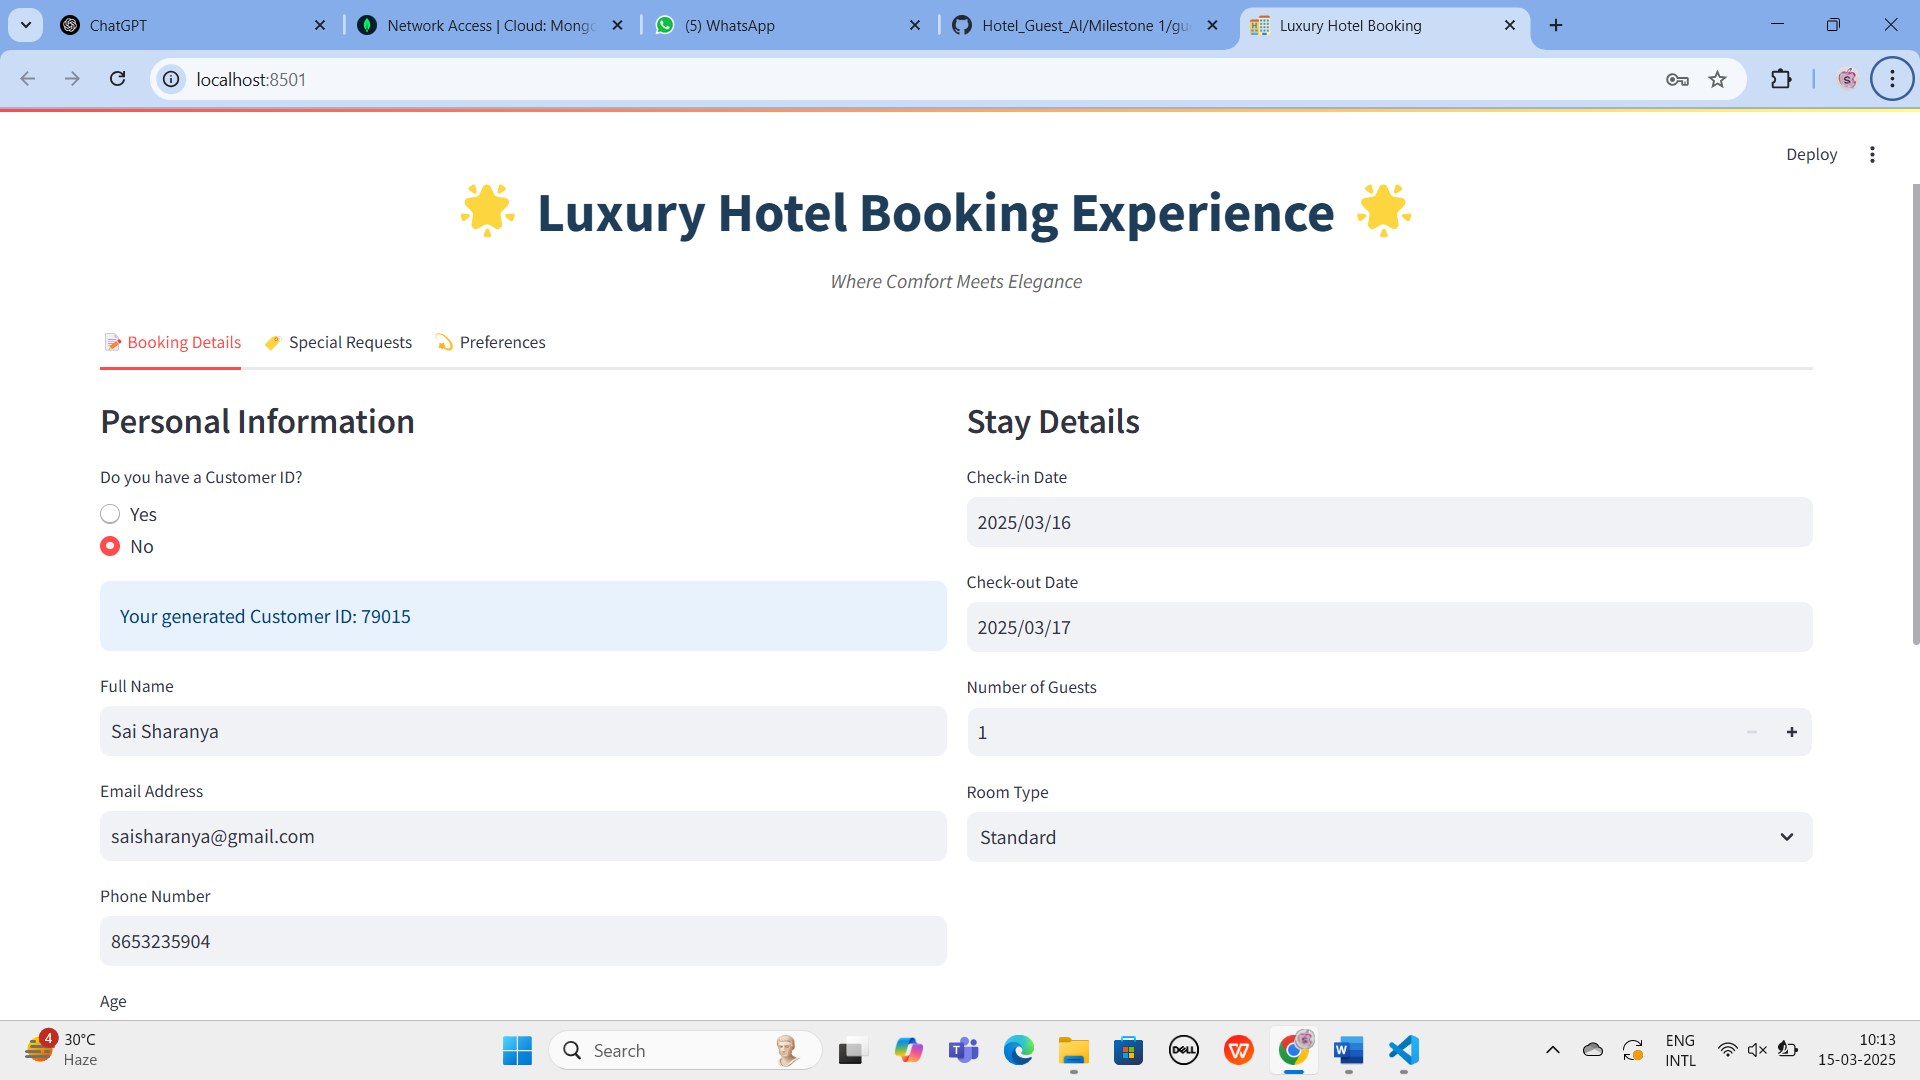 ChatGPT
Network Access | Cloud: Mong
(5) WhatsApp
Hotel_Guest_AI/Milestone 1/gu
Luxury Hotel Booking
localhost:8501
Deploy
Luxury Hotel Booking Experience
Where Comfort Meets Elegance
Booking Details
Special Requests
Preferences
Personal Information
Do you have a Customer ID?
Yes
No
Your generated Customer ID: 79015
Full Name
Sai Sharanya
Email Address
saisharanya@gmail.com
Phone Number
8653235904
Age
Stay Details
Check-in Date
2025/03/16
Check-out Date
2025/03/17
Number of Guests
1
Room Type
Standard
4
30°C
Haze
Search
DELL
ENG
INTL
10:13
15-03-2025